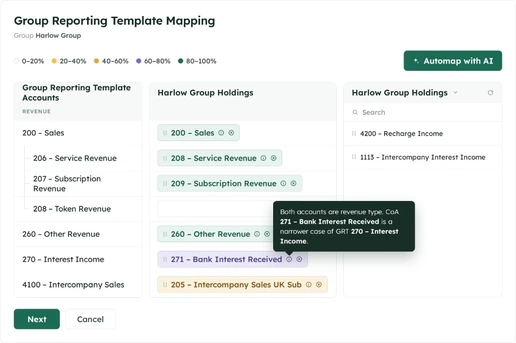 Group Reporting Template Mapping
Group Harlow Group
0–20%
20–40%
40–60%
60–80%
80–100%
Automap with AI
Group Reporting Template
Accounts
REVENUE
200 – Sales
206 – Service Revenue
207 – Subscription
Revenue
208 – Token Revenue
260 – Other Revenue
270 – Interest Income
4100 – Intercompany Sales
Harlow Group Holdings
200 – Sales
208 – Service Revenue
209 – Subscription Revenue
260 – Other Revenue
271 – Bank Interest Received
205 – Intercompany Sales UK Sub
Both accounts are revenue type. CoA
271 – Bank Interest Received is a
narrower case of GRT 270 – Interest
Income.
Harlow Group Holdings
Search
4200 – Recharge Income
1113 – Intercompany Interest Income
Next
Cancel